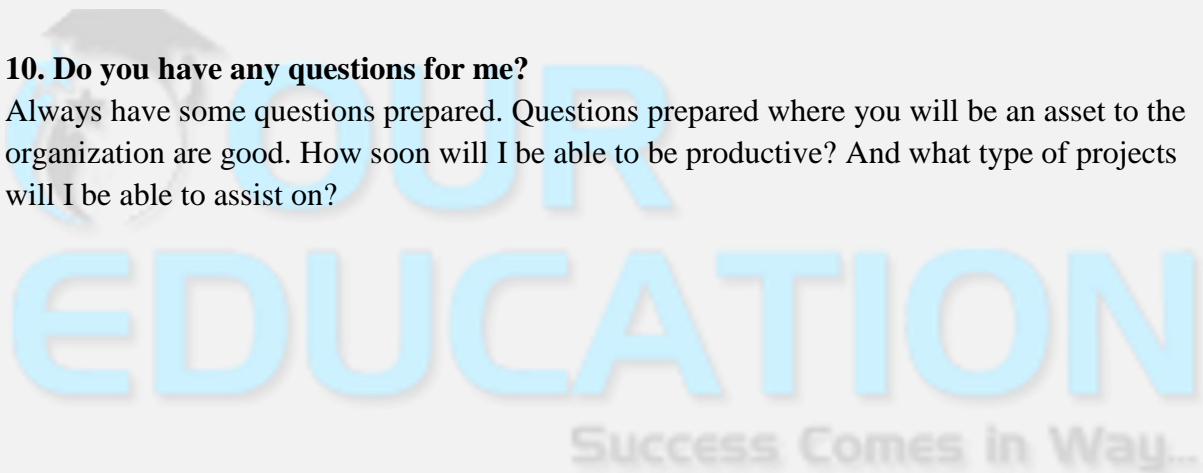 10. Do you have any questions for me?
Always have some questions prepared. Questions prepared where you will be an asset to the
organization are good. How soon will I be able to be productive? And what type of projects
will I be able to assist on?
OUR
EDUCATION
Success Comes in Way...